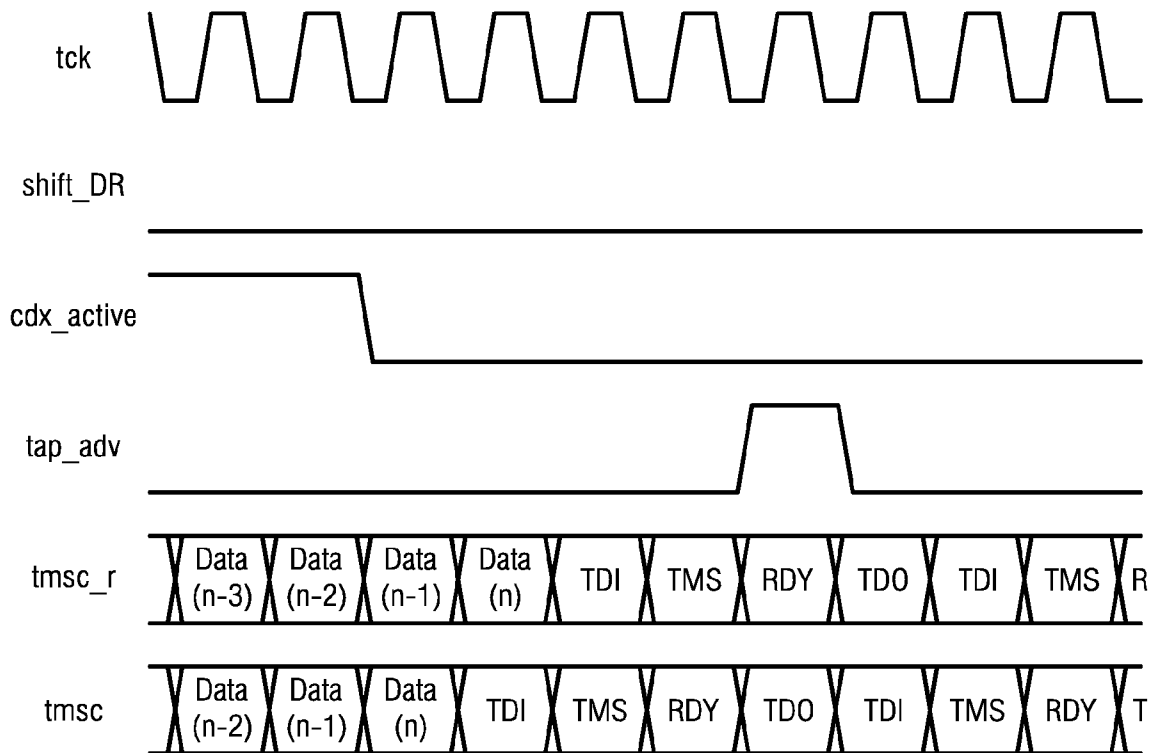 tck
shift_DR
cdx_active
tap_adv
tmsc_r
Data (n-3) Data (n-2) Data (n-1) Data (n) TDI TMS RDY TDO TDI TMS R
tmsc
Data (n-2) Data (n-1) Data (n) TDI TMS RDY TDO TDI TMS RDY T